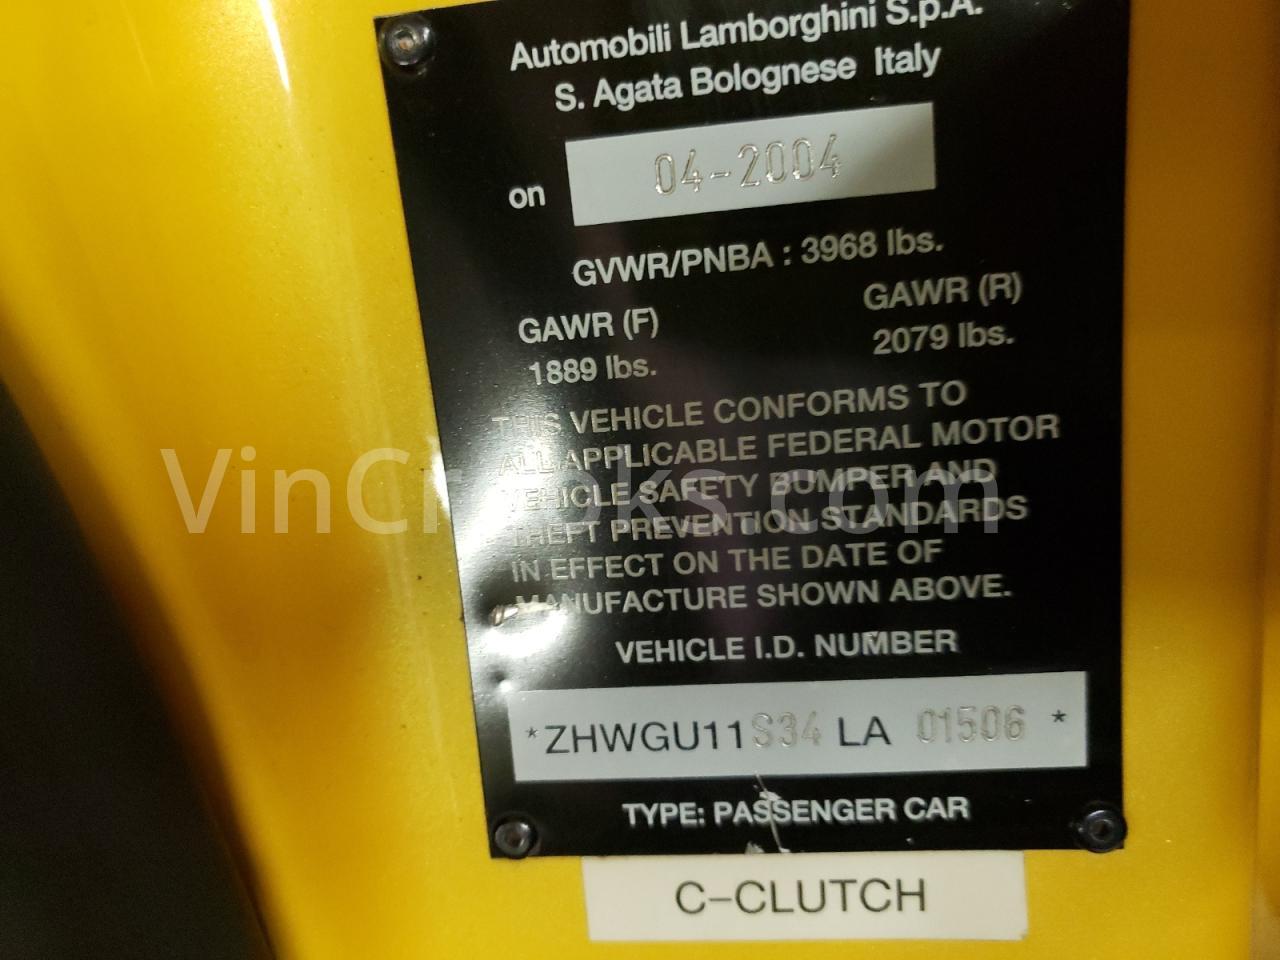 Automobili Lamborghini S.p.A.
S. Agata Bolognese Italy
on 04-2004
GVWR/PNBA : 3968 lbs.
GAWR (F) GAWR (R)
1889 lbs. 2079 lbs.
THIS VEHICLE CONFORMS TO
ALL APPLICABLE FEDERAL MOTOR
VEHICLE SAFETY BUMPER AND
THEFT PREVENTION STANDARDS
IN EFFECT ON THE DATE OF
MANUFACTURE SHOWN ABOVE.
VEHICLE I.D. NUMBER
*ZHWGU11S34 LA 01506 *
TYPE: PASSENGER CAR
C-CLUTCH
VinCrooks.com